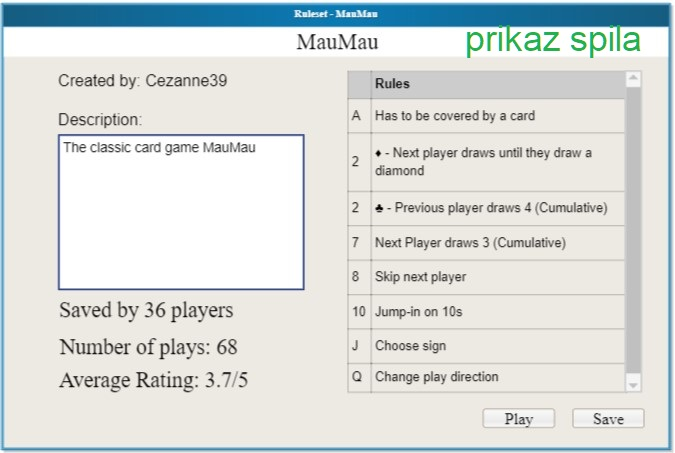 Ruleset - MauMau
MauMau
prikaz spila
Created by: Cezanne39
Description:
The classic card game MauMau
Saved by 36 players
Number of plays: 68
Average Rating: 3.7/5
Rules
A Has to be covered by a card
2 ♦ - Next player draws until they draw a
diamond
2 ♣ - Previous player draws 4 (Cumulative)
7 Next Player draws 3 (Cumulative)
8 Skip next player
10 Jump-in on 10s
J Choose sign
Q Change play direction
Play
Save